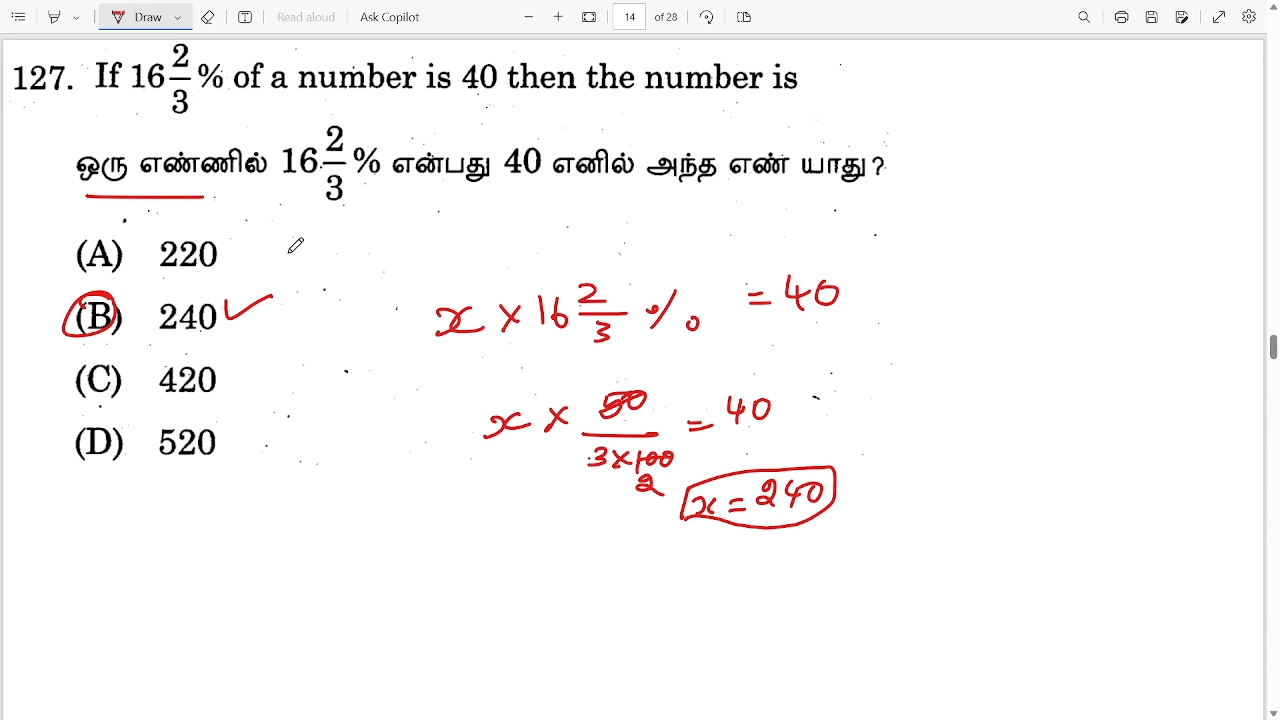 Draw Read aloud Ask Copilot 14 of 28
127. If 16 2/3 % of a number is 40 then the number is
ஒரு எண்ணில் 16 2/3 % என்பது 40 எனில் அந்த எண் யாது?
(A) 220
(B) 240 ✓
(C) 420
(D) 520
x × 16 2/3 % = 40
x × 50/(3×100) = 40
2
x = 240